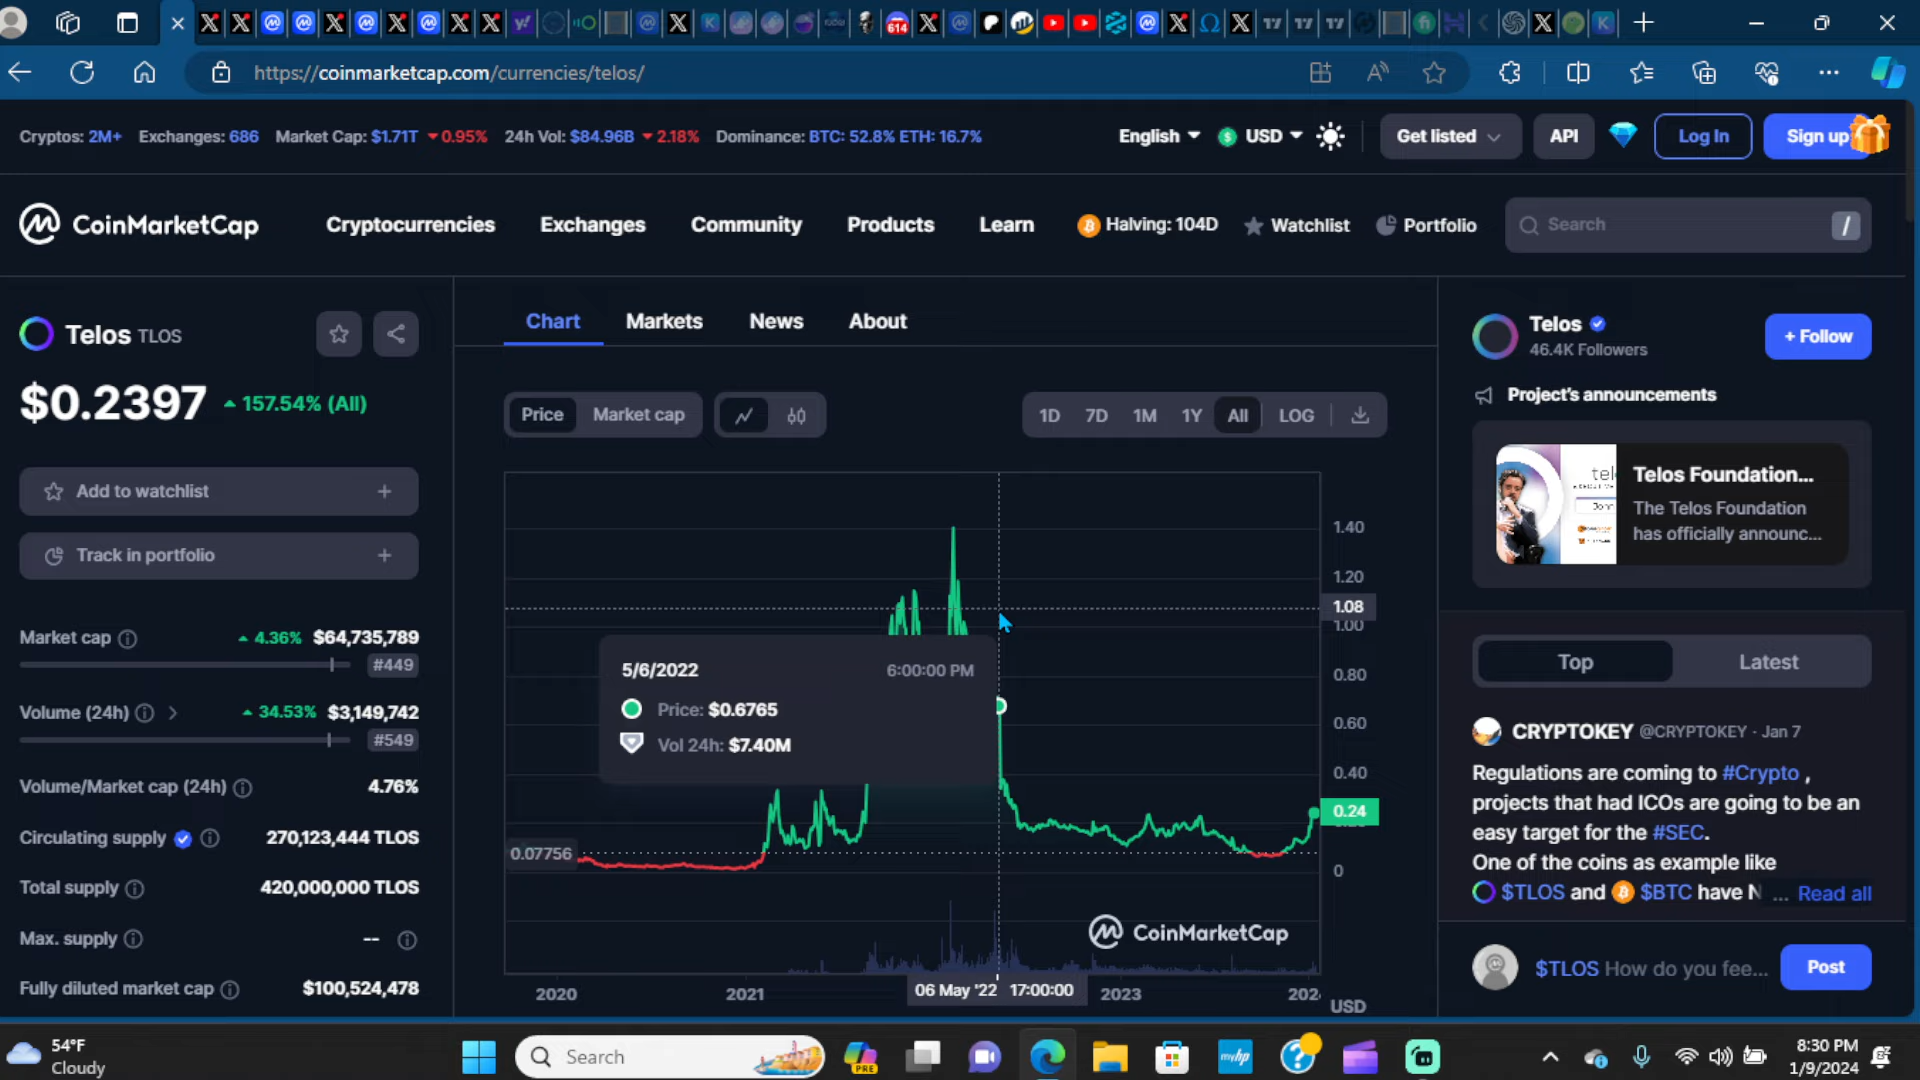 614
https://coinmarketcap.com/currencies/telos/
Cryptos: 2M+ Exchanges: 686 Market Cap: $1.71T 0.95% 24h Vol: $84.96B 2.18% Dominance: BTC: 52.8% ETH: 16.7%
English USD Get listed API Log In Sign up
CoinMarketCap Cryptocurrencies Exchanges Community Products Learn Halving: 104D Watchlist Portfolio Search /
Telos TLOS
$0.2397 157.54% (All)
Add to watchlist +
Track in portfolio +
Market cap 4.36% $64,735,789
#449
Volume (24h) 34.53% $3,149,742
#549
Volume/Market cap (24h) 4.76%
Circulating supply 270,123,444 TLOS
Total supply 420,000,000 TLOS
Max. supply --
Fully diluted market cap $100,524,478
Chart Markets News About
Price Market cap 1D 7D 1M 1Y All LOG
1.40
1.20
1.08
1.00
0.80
0.60
0.40
0.24
0
5/6/2022 6:00:00 PM
Price: $0.6765
Vol 24h: $7.40M
0.07756
CoinMarketCap
2020 2021 06 May '22 17:00:00 2023 202
USD
Telos
46.4K Followers
+ Follow
Project's announcements
Telos Foundation...
The Telos Foundation
has officially announc...
Top Latest
CRYPTOKEY @CRYPTOKEY · Jan 7
Regulations are coming to #Crypto ,
projects that had ICOs are going to be an
easy target for the #SEC.
One of the coins as example like
$TLOS and $BTC have N ... Read all
$TLOS How do you fee... Post
54°F
Cloudy
Search
PRE
myhp
8:30 PM
1/9/2024